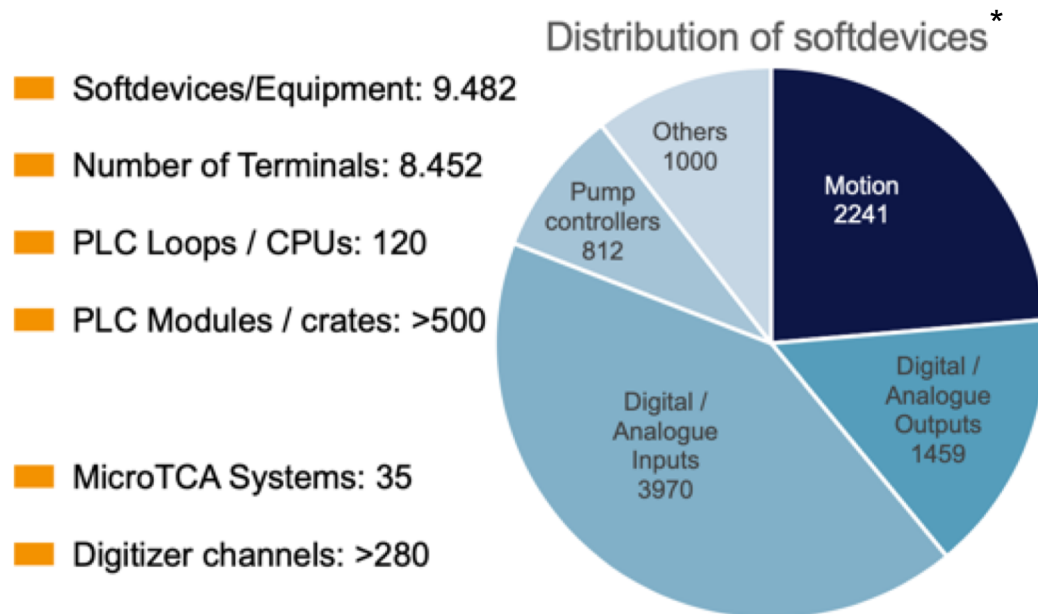 Distribution of softdevices*
Softdevices/Equipment: 9.482
Number of Terminals: 8.452
PLC Loops / CPUs: 120
PLC Modules / crates: >500
MicroTCA Systems: 35
Digitizer channels: >280
Others
1000
Motion
2241
Pump
controllers
812
Digital /
Analogue
Outputs
1459
Digital /
Analogue
Inputs
3970